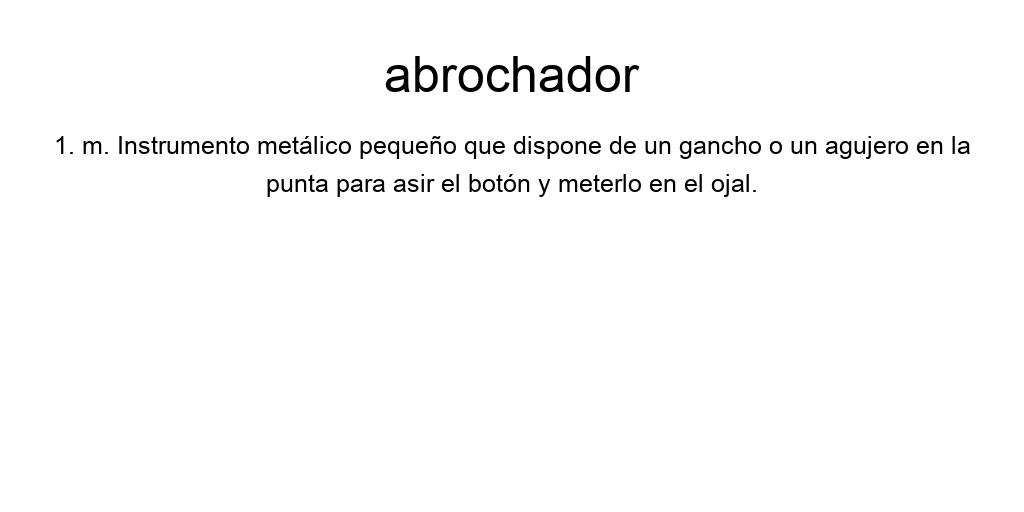 abrochador
1. m. Instrumento metálico pequeño que dispone de un gancho o un agujero en la
punta para asir el botón y meterlo en el ojal.